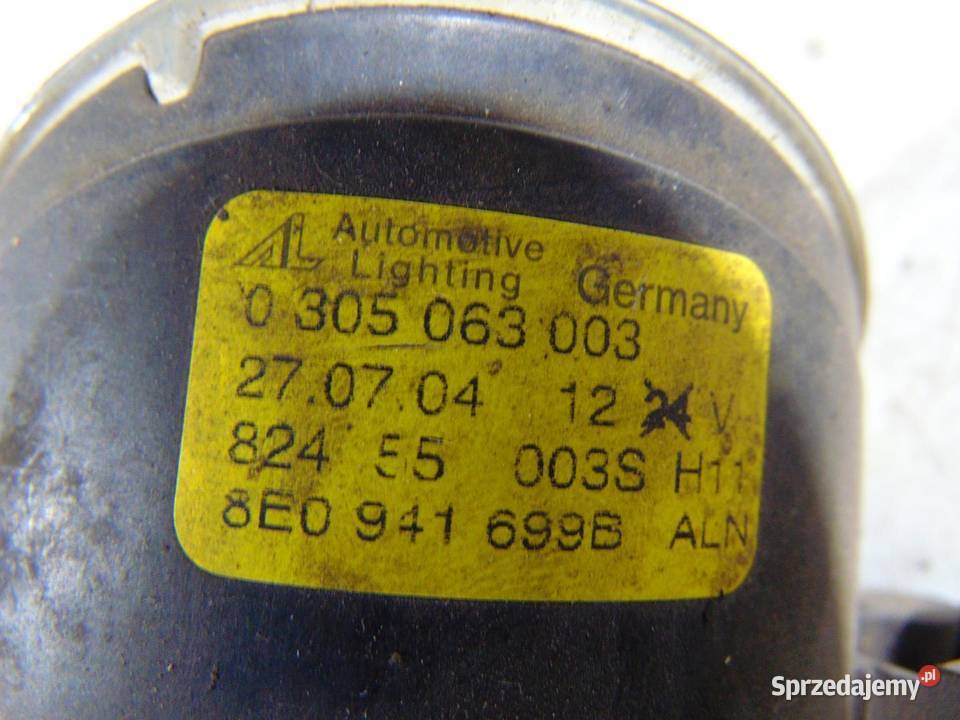 AL Automotive
Lighting Germany
0 305 063 003
27.07.04 12 24 V
824 55 003S H11
8E0 941 699B ALN
Sprzedajemy.pl